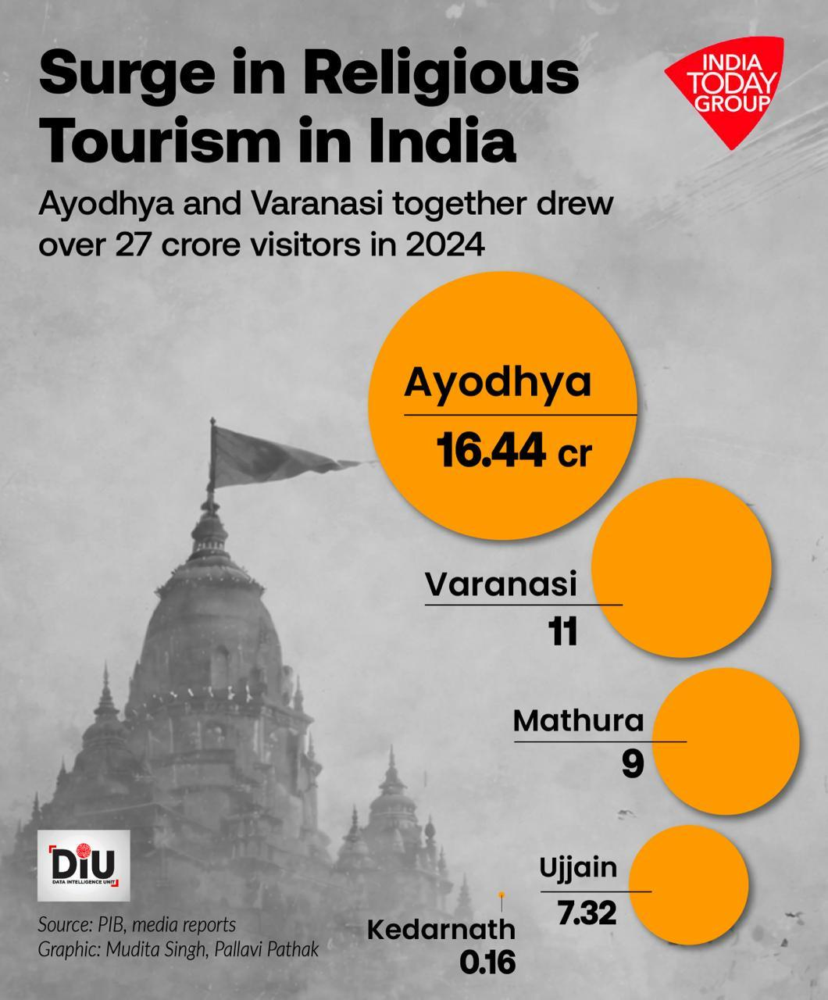 Surge in Religious
Tourism in India
INDIA
TODAY
GROUP
Ayodhya and Varanasi together drew
over 27 crore visitors in 2024
Ayodhya
16.44 cr
Varanasi
11
Mathura
9
Ujjain
7.32
Kedarnath
0.16
DiU
DATA INTELLIGENCE UNIT
Source: PIB, media reports
Graphic: Mudita Singh, Pallavi Pathak